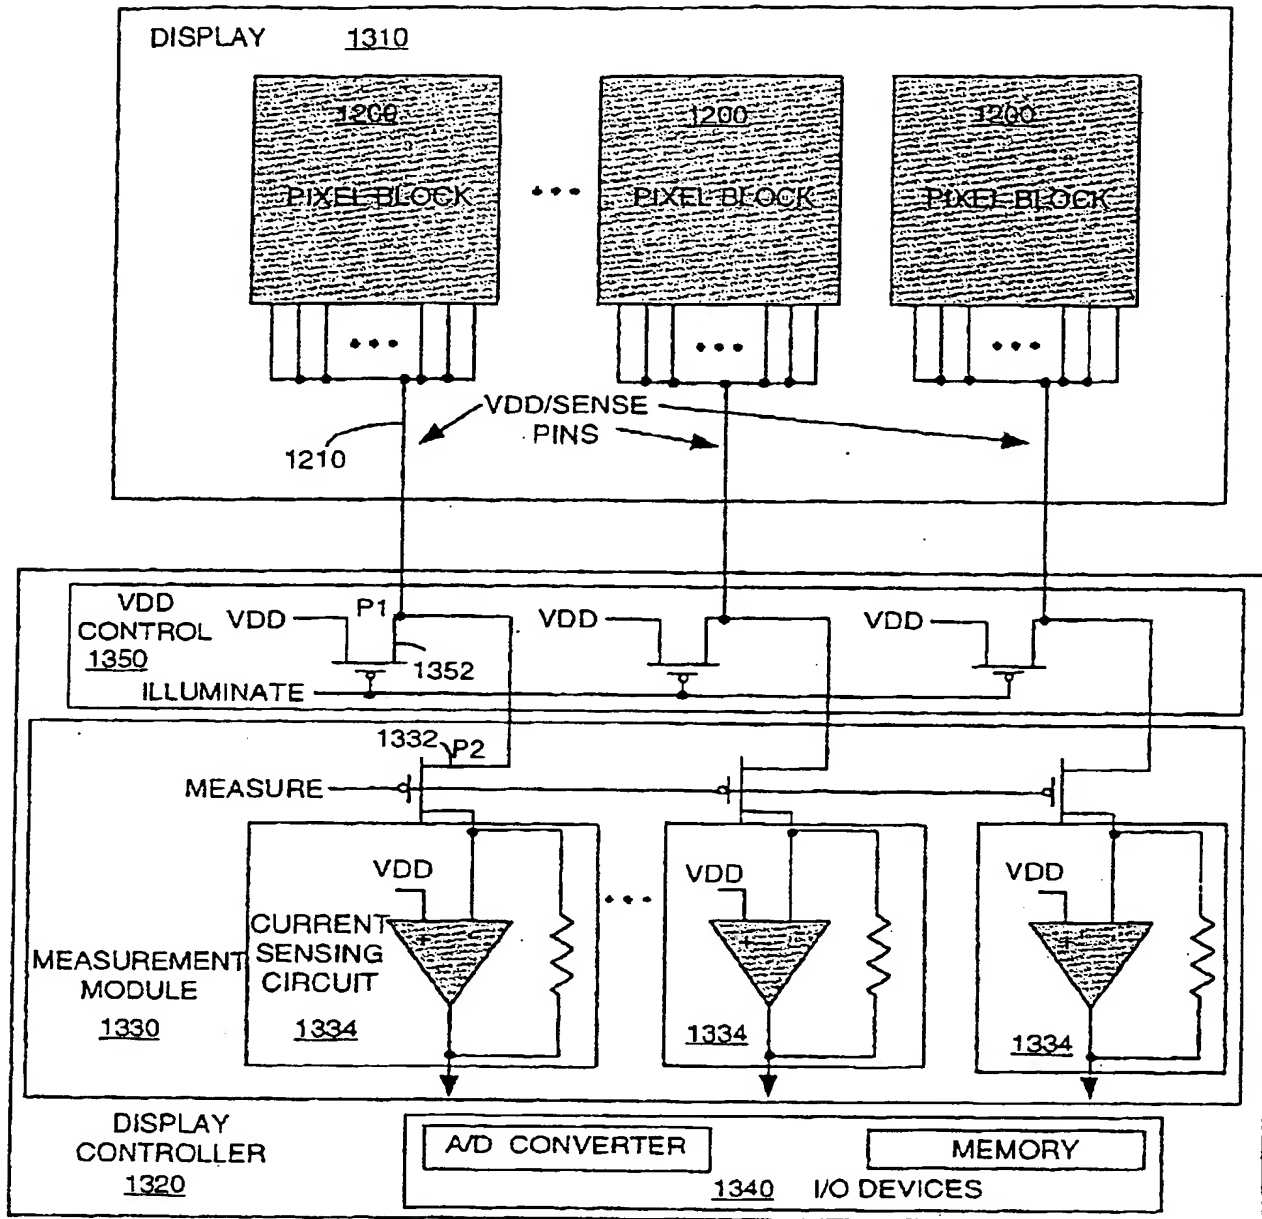 DISPLAY 1310
1200 1200 1200
PIXEL BLOCK PIXEL BLOCK PIXEL BLOCK
VDD/SENSE
PINS
1210
VDD
CONTROL
1350
VDD P1 VDD VDD
1352
ILLUMINATE
1332 P2
MEASURE
VDD VDD VDD
+ - + - + -
CURRENT
SENSING
CIRCUIT
1334 1334 1334
MEASUREMENT
MODULE
1330
DISPLAY
CONTROLLER
1320
A/D CONVERTER MEMORY
1340 I/O DEVICES